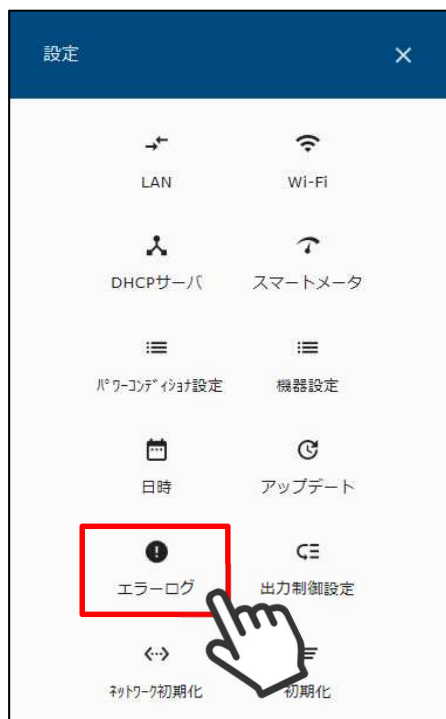 設定
LAN
Wi-Fi
DHCPサーバ
スマートメータ
ﾊﾟﾜｰｺﾝﾃﾞｨｼｮﾅ設定
機器設定
日時
アップデート
エラーログ
出力制御設定
ﾈｯﾄﾜｰｸ初期化
初期化